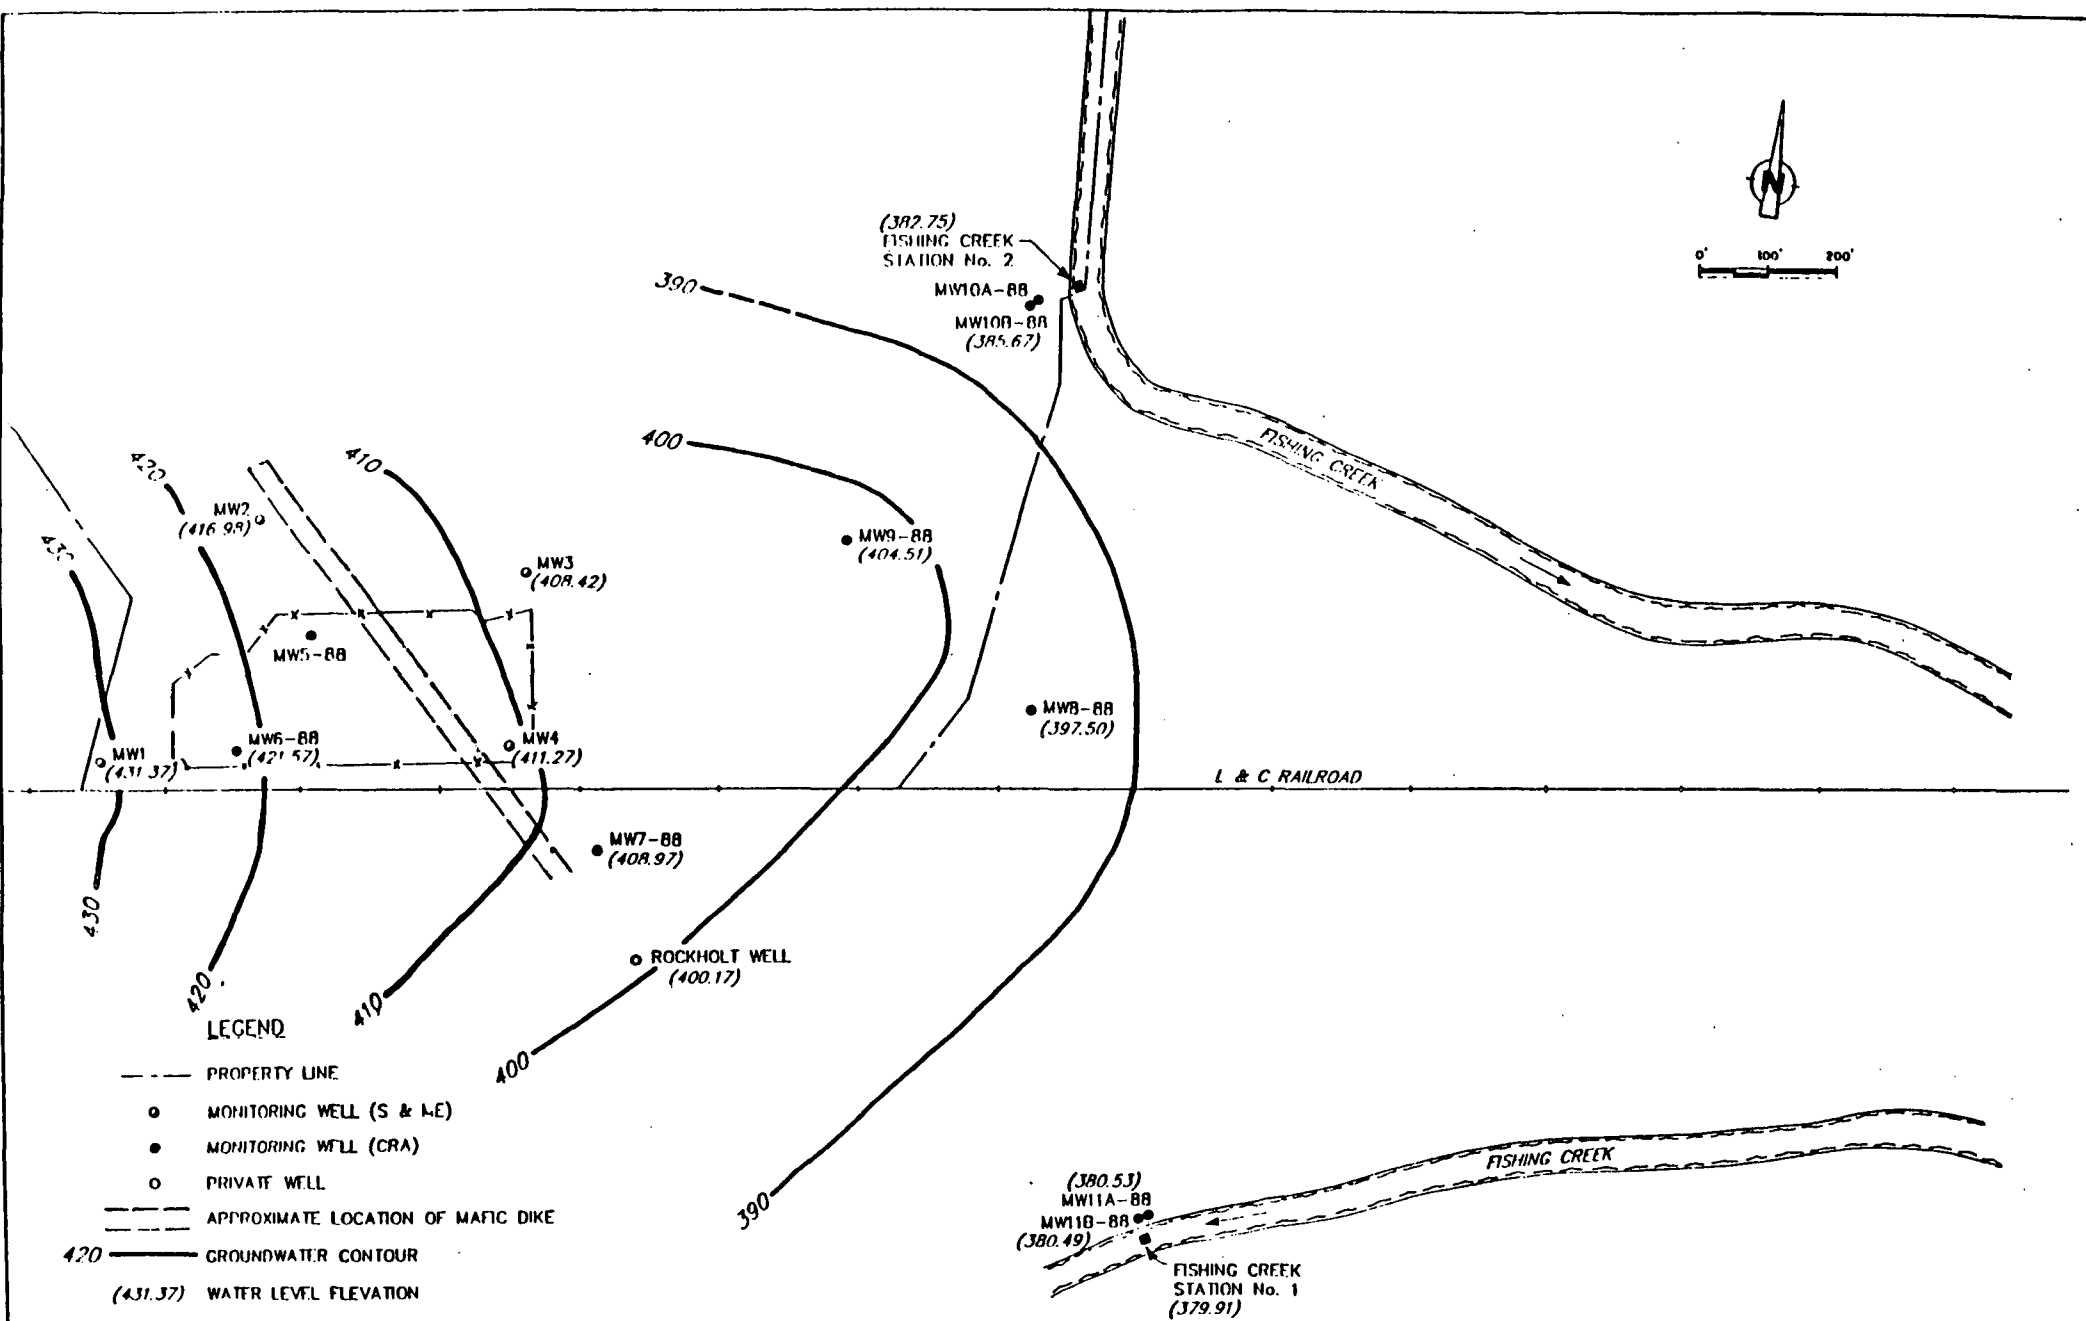 N
0' 100' 200'
(382.75)
FISHING CREEK
STATION No. 2
MW10A-88
MW10B-88
(385.67)
390
FISHING CREEK
400
410
420
MW2
(416.98)
MW9-88
(404.51)
MW3
(408.42)
MW5-88
MW8-88
(397.50)
MW1
(431.37)
MW6-88
(421.57)
MW4
(411.27)
L & C RAILROAD
MW7-88
(408.97)
430
ROCKHOLT WELL
(400.17)
420
410
400
390
LEGEND
PROPERTY LINE
MONITORING WELL (S & ME)
MONITORING WELL (CRA)
PRIVATE WELL
APPROXIMATE LOCATION OF MAFIC DIKE
420 GROUNDWATER CONTOUR
(431.37) WATER LEVEL ELEVATION
FISHING CREEK
(380.53)
MW11A-88
MW11B-88
(380.49)
FISHING CREEK
STATION No. 1
(379.91)